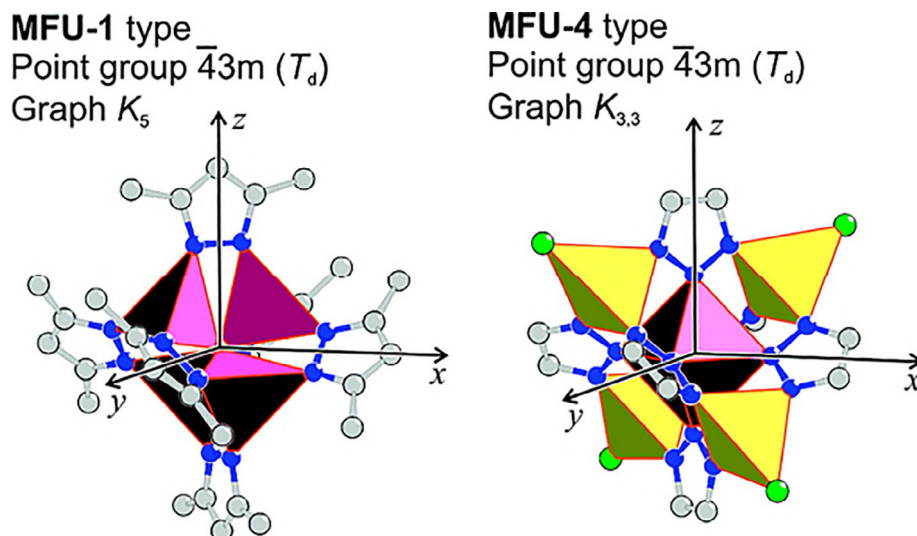 MFU-1 type
Point group 4̅3m (Td)
Graph K5
z
x
y
MFU-4 type
Point group 4̅3m (Td)
Graph K3,3
z
x
y